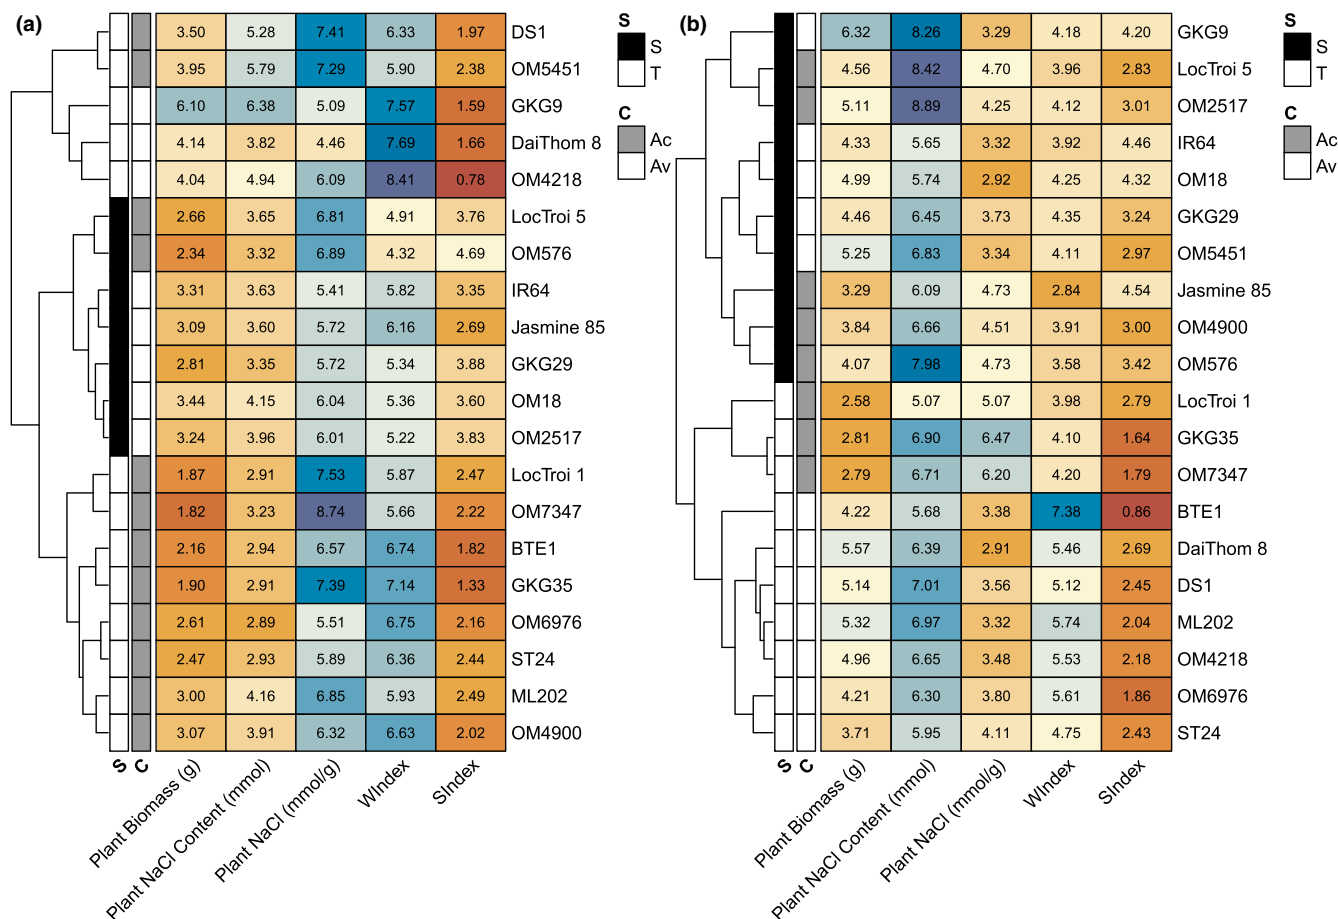 (a)
3.50 5.28 7.41 6.33 1.97 DS1
3.95 5.79 7.29 5.90 2.38 OM5451
6.10 6.38 5.09 7.57 1.59 GKG9
4.14 3.82 4.46 7.69 1.66 DaiThom 8
4.04 4.94 6.09 8.41 0.78 OM4218
2.66 3.65 6.81 4.91 3.76 LocTroi 5
2.34 3.32 6.89 4.32 4.69 OM576
3.31 3.63 5.41 5.82 3.35 IR64
3.09 3.60 5.72 6.16 2.69 Jasmine 85
2.81 3.35 5.72 5.34 3.88 GKG29
3.44 4.15 6.04 5.36 3.60 OM18
3.24 3.96 6.01 5.22 3.83 OM2517
1.87 2.91 7.53 5.87 2.47 LocTroi 1
1.82 3.23 8.74 5.66 2.22 OM7347
2.16 2.94 6.57 6.74 1.82 BTE1
1.90 2.91 7.39 7.14 1.33 GKG35
2.61 2.89 5.51 6.75 2.16 OM6976
2.47 2.93 5.89 6.36 2.44 ST24
3.00 4.16 6.85 5.93 2.49 ML202
3.07 3.91 6.32 6.63 2.02 OM4900
S C
Plant Biomass (g)
Plant NaCl Content (mmol)
Plant NaCl (mmol/g)
WIndex
SIndex
S
S
T
C
Ac
Av
(b)
6.32 8.26 3.29 4.18 4.20 GKG9
4.56 8.42 4.70 3.96 2.83 LocTroi 5
5.11 8.89 4.25 4.12 3.01 OM2517
4.33 5.65 3.32 3.92 4.46 IR64
4.99 5.74 2.92 4.25 4.32 OM18
4.46 6.45 3.73 4.35 3.24 GKG29
5.25 6.83 3.34 4.11 2.97 OM5451
3.29 6.09 4.73 2.84 4.54 Jasmine 85
3.84 6.66 4.51 3.91 3.00 OM4900
4.07 7.98 4.73 3.58 3.42 OM576
2.58 5.07 5.07 3.98 2.79 LocTroi 1
2.81 6.90 6.47 4.10 1.64 GKG35
2.79 6.71 6.20 4.20 1.79 OM7347
4.22 5.68 3.38 7.38 0.86 BTE1
5.57 6.39 2.91 5.46 2.69 DaiThom 8
5.14 7.01 3.56 5.12 2.45 DS1
5.32 6.97 3.32 5.74 2.04 ML202
4.96 6.65 3.48 5.53 2.18 OM4218
4.21 6.30 3.80 5.61 1.86 OM6976
3.71 5.95 4.11 4.75 2.43 ST24
S C
Plant Biomass (g)
Plant NaCl Content (mmol)
Plant NaCl (mmol/g)
WIndex
SIndex
S
S
T
C
Ac
Av